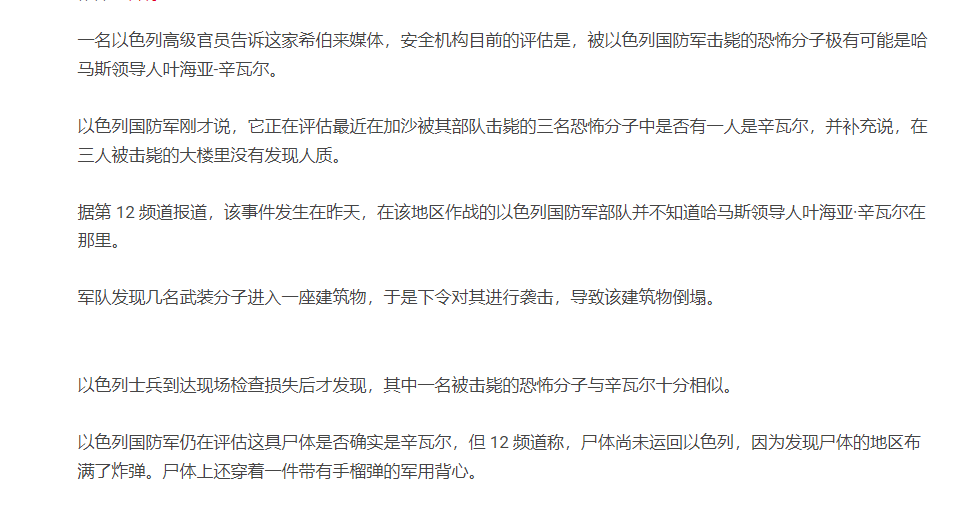 一名以色列高级官员告诉这家希伯来媒体，安全机构目前的评估是，被以色列国防军击毙的恐怖分子极有可能是哈
马斯领导人叶海亚-辛瓦尔。
以色列国防军刚才说，它正在评估最近在加沙被其部队击毙的三名恐怖分子中是否有一人是辛瓦尔，并补充说，在
三人被击毙的大楼里没有发现人质。
据第 12 频道报道，该事件发生在昨天，在该地区作战的以色列国防军部队并不知道哈马斯领导人叶海亚·辛瓦尔在
那里。
军队发现几名武装分子进入一座建筑物，于是下令对其进行袭击，导致该建筑物倒塌。
以色列士兵到达现场检查损失后才发现，其中一名被击毙的恐怖分子与辛瓦尔十分相似。
以色列国防军仍在评估这具尸体是否确实是辛瓦尔，但 12 频道称，尸体尚未运回以色列，因为发现尸体的地区布
满了炸弹。尸体上还穿着一件带有手榴弹的军用背心。